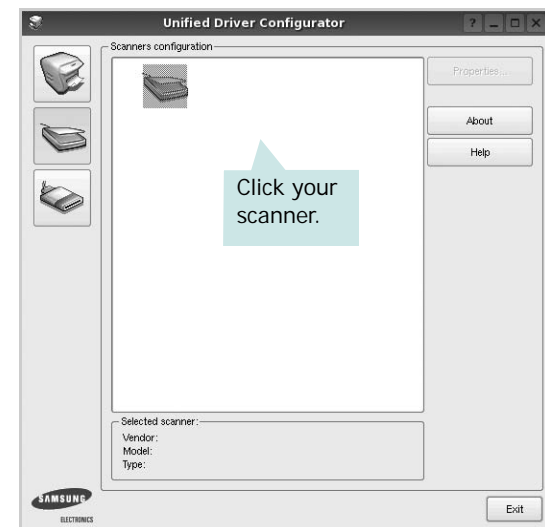 Unified Driver Configurator
Scanners configuration
Properties...
About
Help
Click your
scanner.
Selected scanner:
Vendor:
Model:
Type:
SAMSUNG
ELECTRONICS
Exit